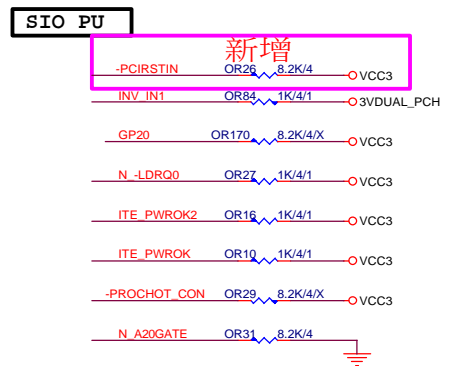 SIO PU
新增
-PCIRSTIN OR26 8.2K/4 VCC3
INV_IN1 OR84 1K/4/1 3VDUAL_PCH
GP20 OR170 8.2K/4/X VCC3
N_-LDRQ0 OR27 1K/4/1 VCC3
ITE_PWROK2 OR16 1K/4/1 VCC3
ITE_PWROK OR10 1K/4/1 VCC3
-PROCHOT_CON OR29 8.2K/4/X VCC3
N_A20GATE OR31 8.2K/4